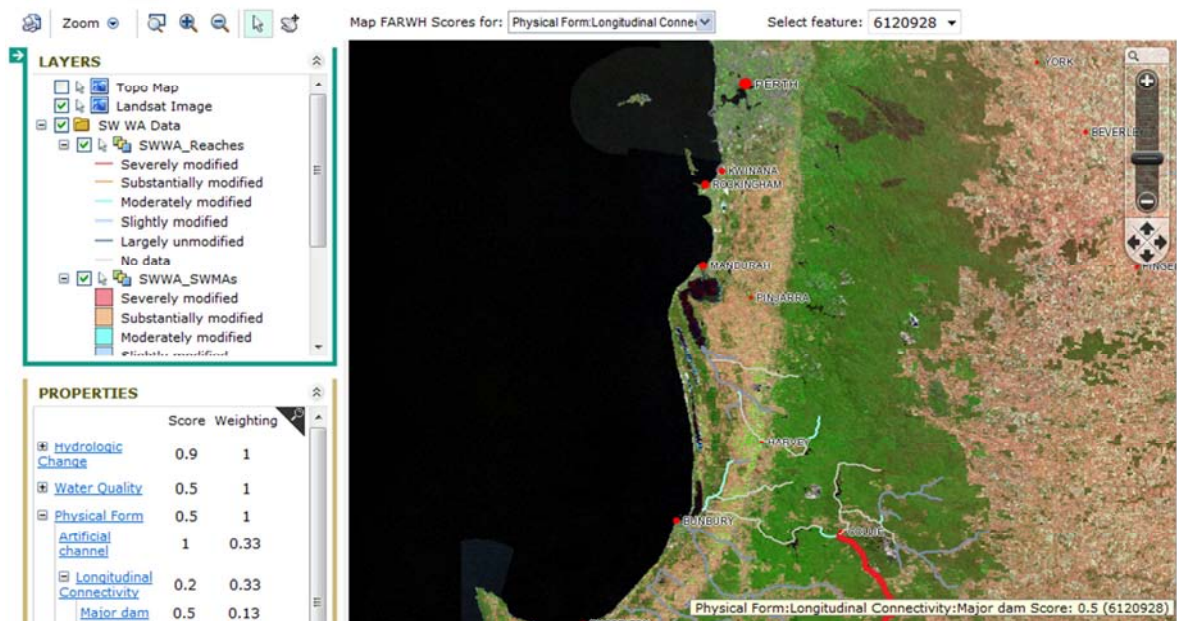 Zoom
Map FARWH Scores for: Physical Form:Longitudinal Connec
Select feature: 6120928
LAYERS
Topo Map
Landsat Image
SW WA Data
SWWA_Reaches
Severely modified
Substantially modified
Moderately modified
Slightly modified
Largely unmodified
No data
SWWA_SWMAs
Severely modified
Substantially modified
Moderately modified
Slightly modified
PROPERTIES
Score Weighting
Hydrologic
Change 0.9 1
Water Quality 0.5 1
Physical Form 0.5 1
Artificial
channel 1 0.33
Longitudinal
Connectivity 0.2 0.33
Major dam 0.5 0.13
YORK
PERTH
BEVERLEY
KWINANA
ROCKINGHAM
MANDURAH
PINGEL
PINJARRA
HARVEY
BUNBURY
COLLIE
Physical Form:Longitudinal Connectivity:Major dam Score: 0.5 (6120928)